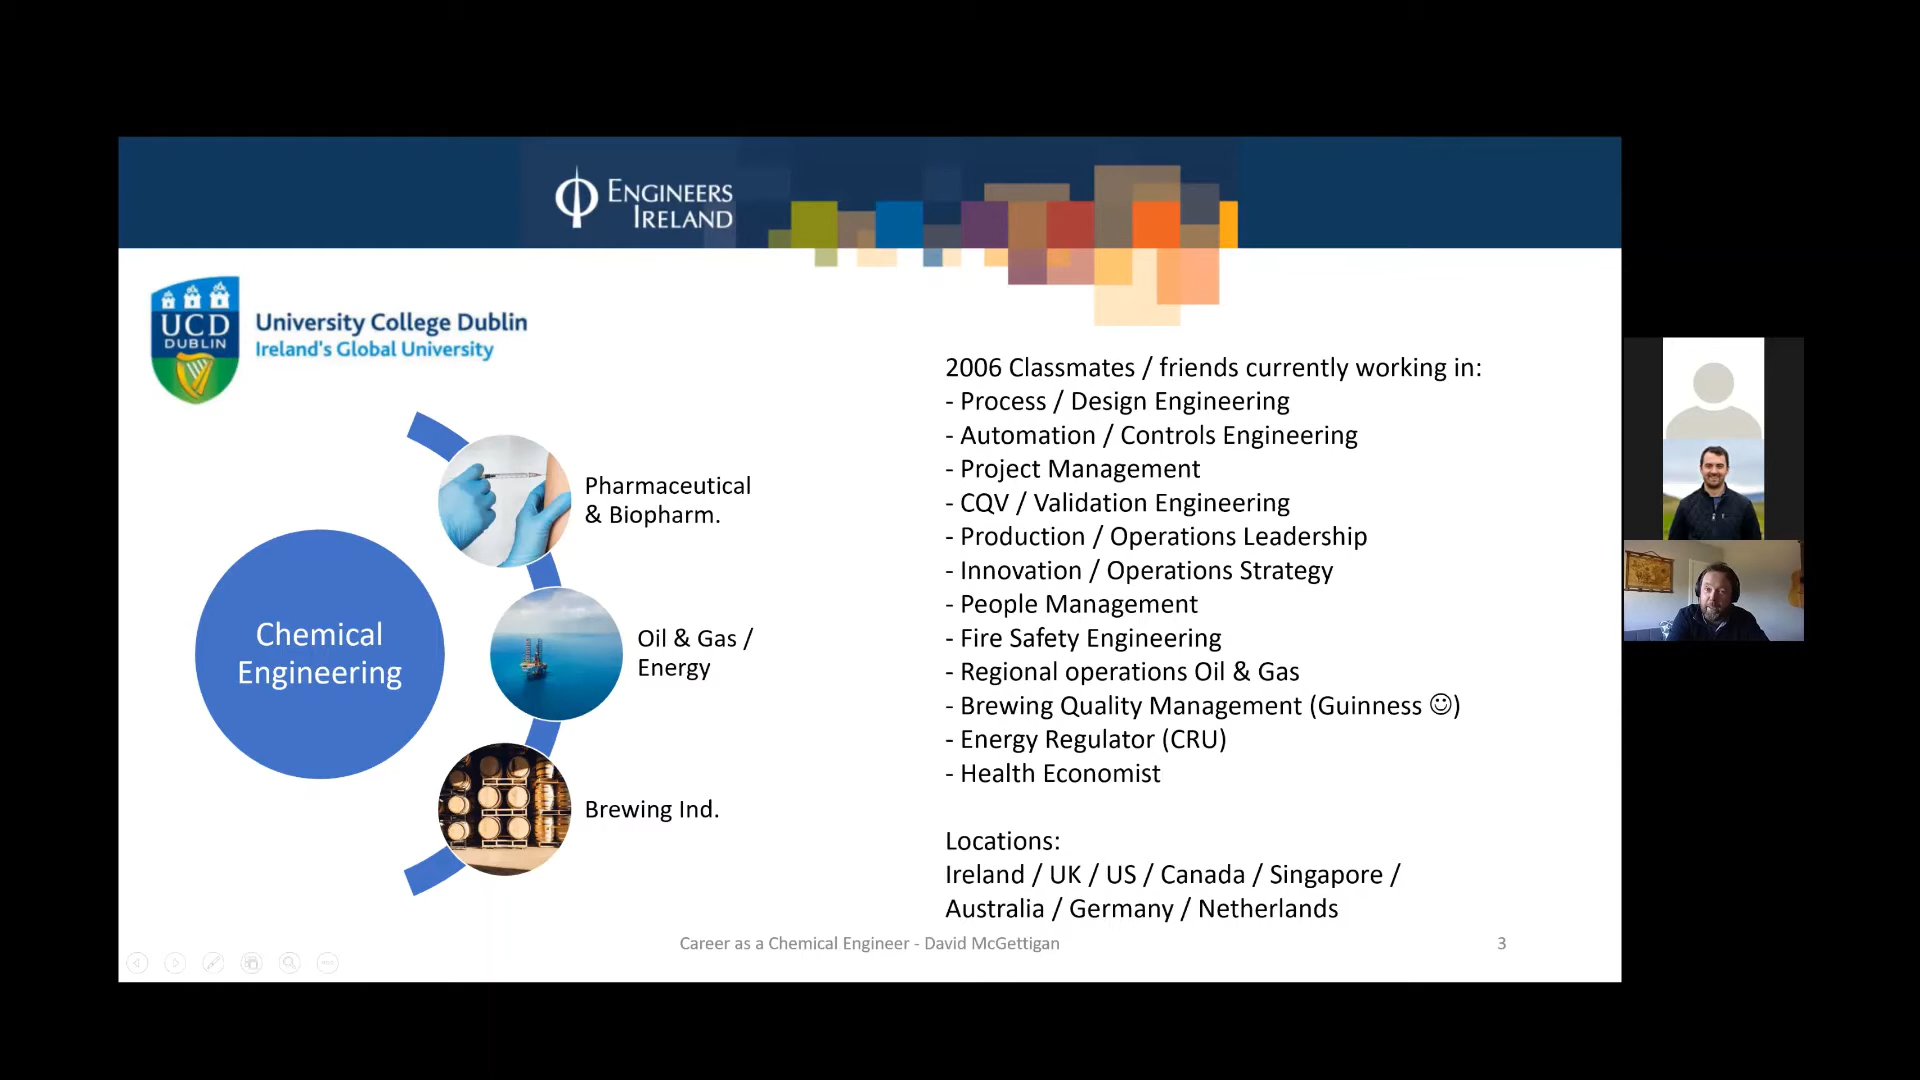 ENGINEERS
IRELAND
UCD
DUBLIN
University College Dublin
Ireland's Global University
Chemical
Engineering
Pharmaceutical
& Biopharm.
Oil & Gas /
Energy
Brewing Ind.
2006 Classmates / friends currently working in:
- Process / Design Engineering
- Automation / Controls Engineering
- Project Management
- CQV / Validation Engineering
- Production / Operations Leadership
- Innovation / Operations Strategy
- People Management
- Fire Safety Engineering
- Regional operations Oil & Gas
- Brewing Quality Management (Guinness ☺)
- Energy Regulator (CRU)
- Health Economist
Locations:
Ireland / UK / US / Canada / Singapore /
Australia / Germany / Netherlands
Career as a Chemical Engineer - David McGettigan
3